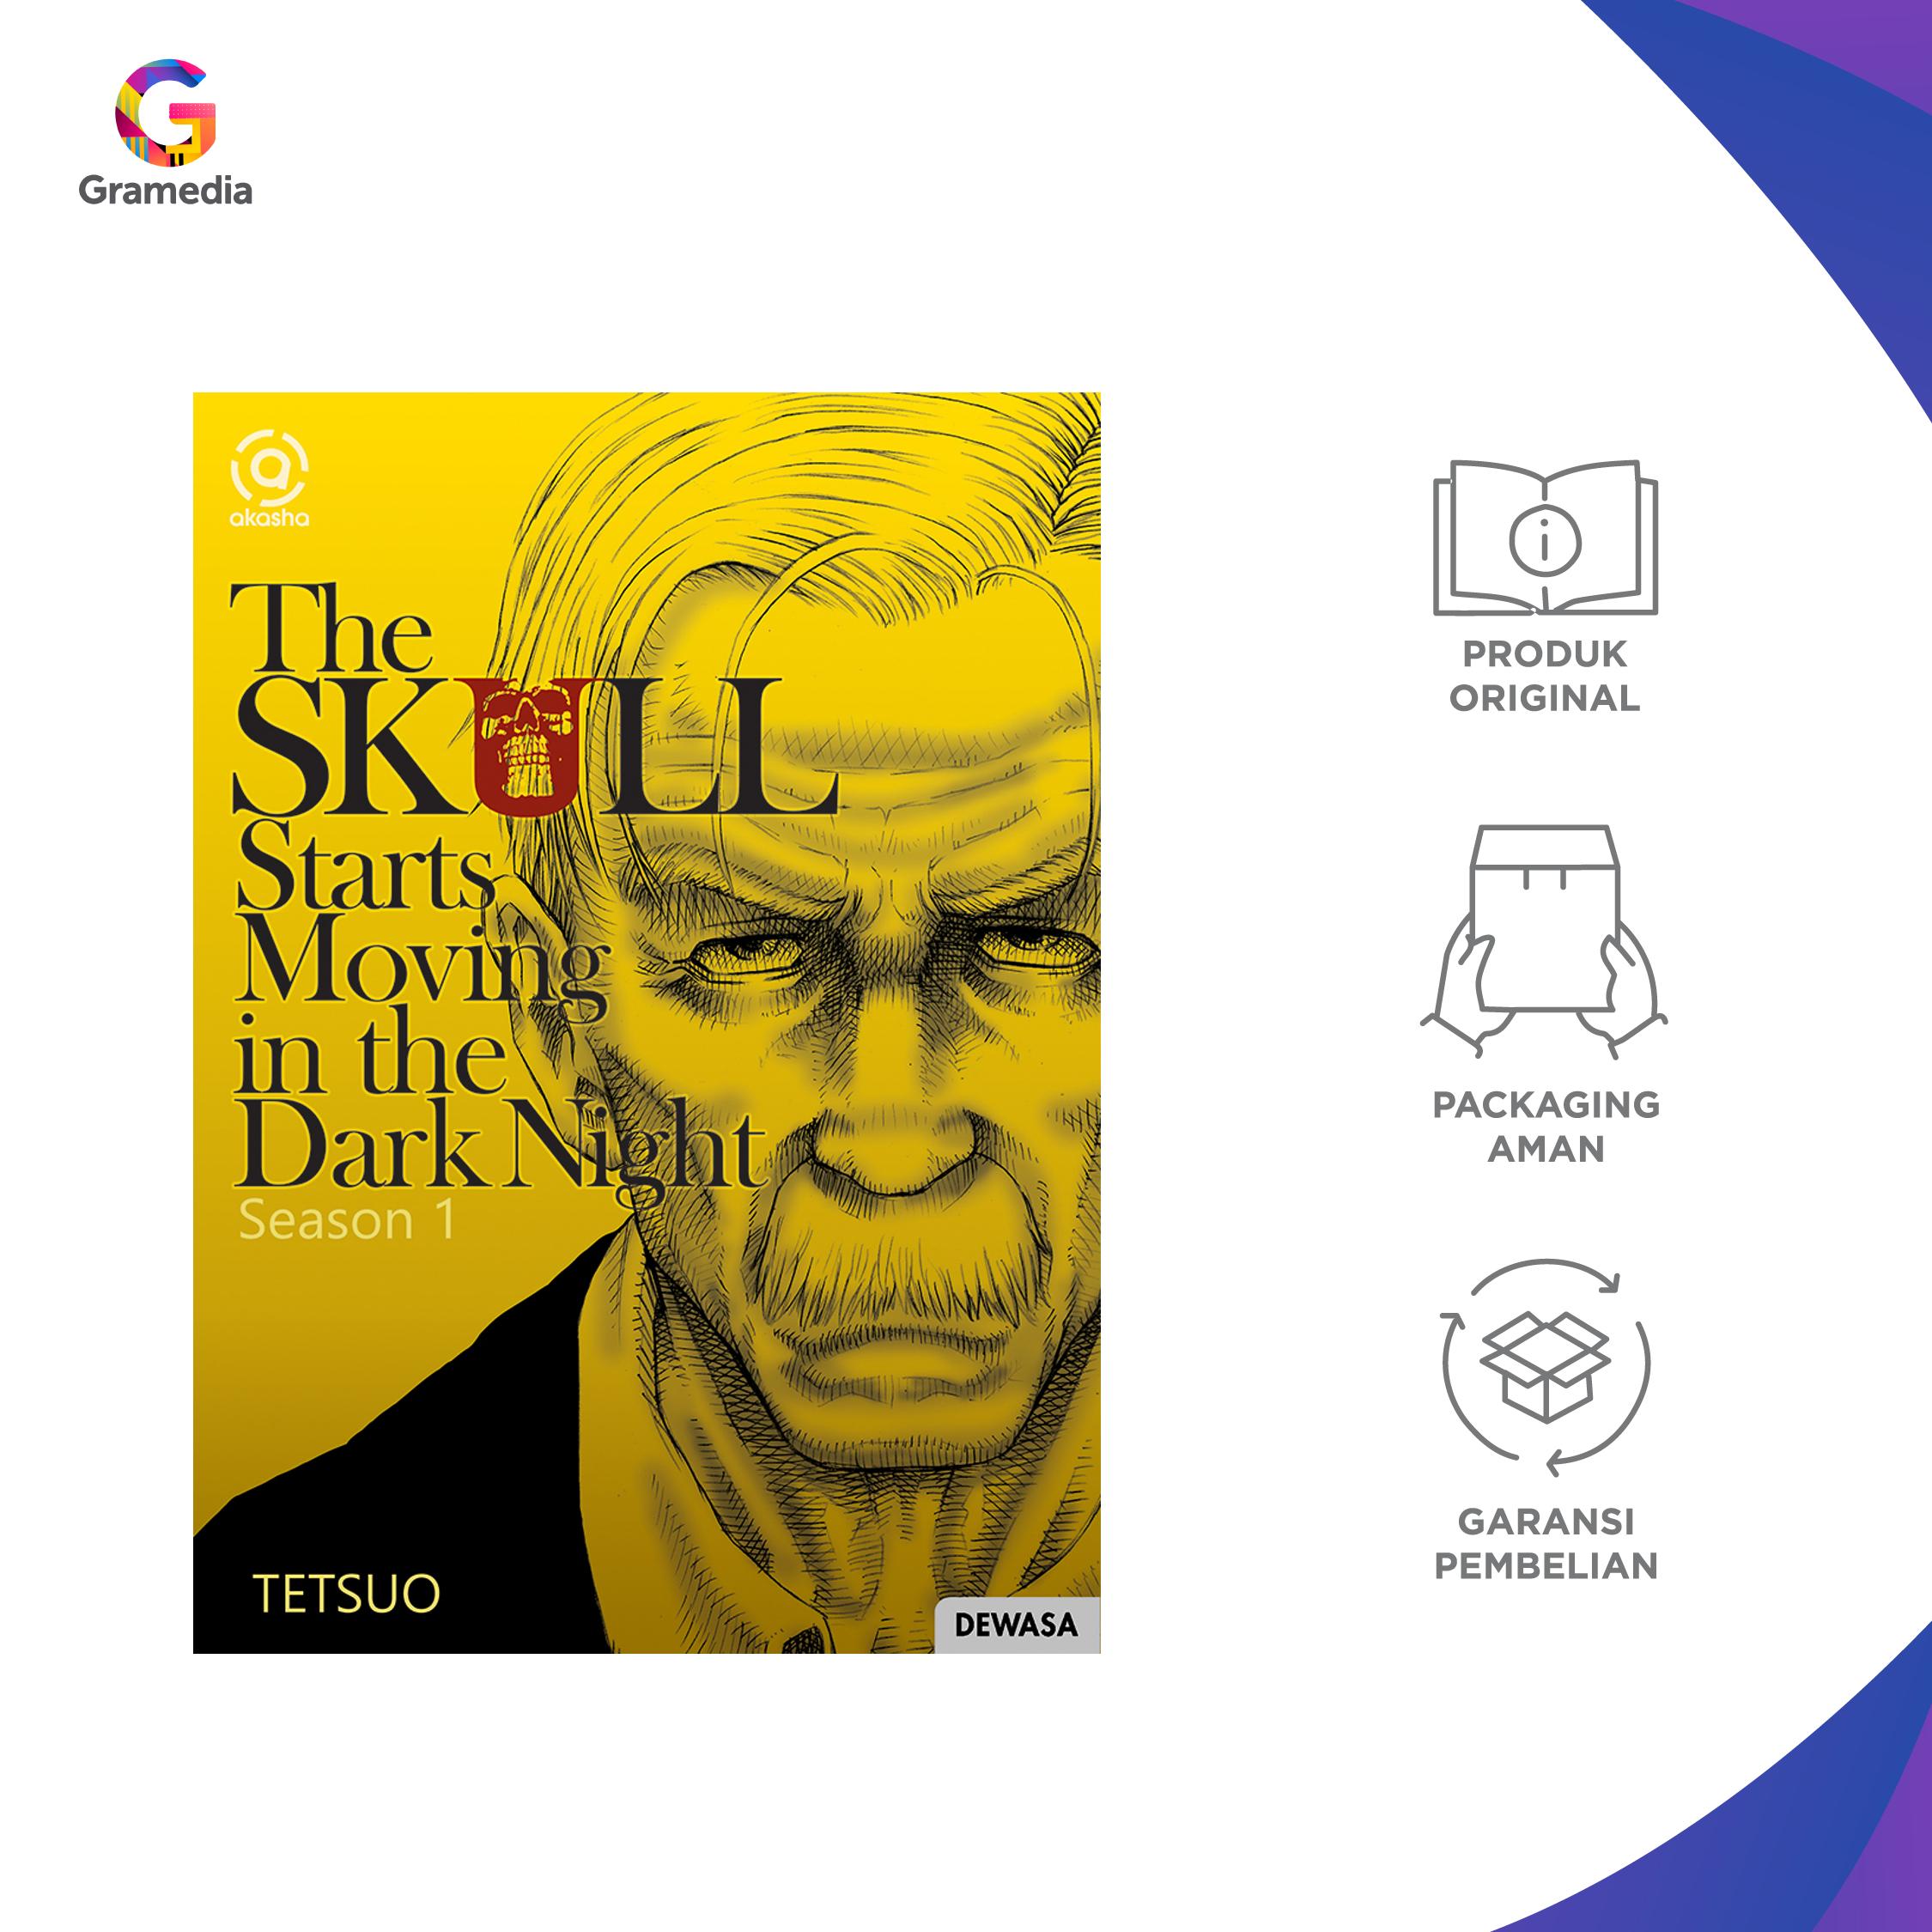 Gramedia
akasha
The
SKULL
Starts
Moving
in the
Dark Night
Season 1
TETSUO
DEWASA
PRODUK
ORIGINAL
PACKAGING
AMAN
GARANSI
PEMBELIAN